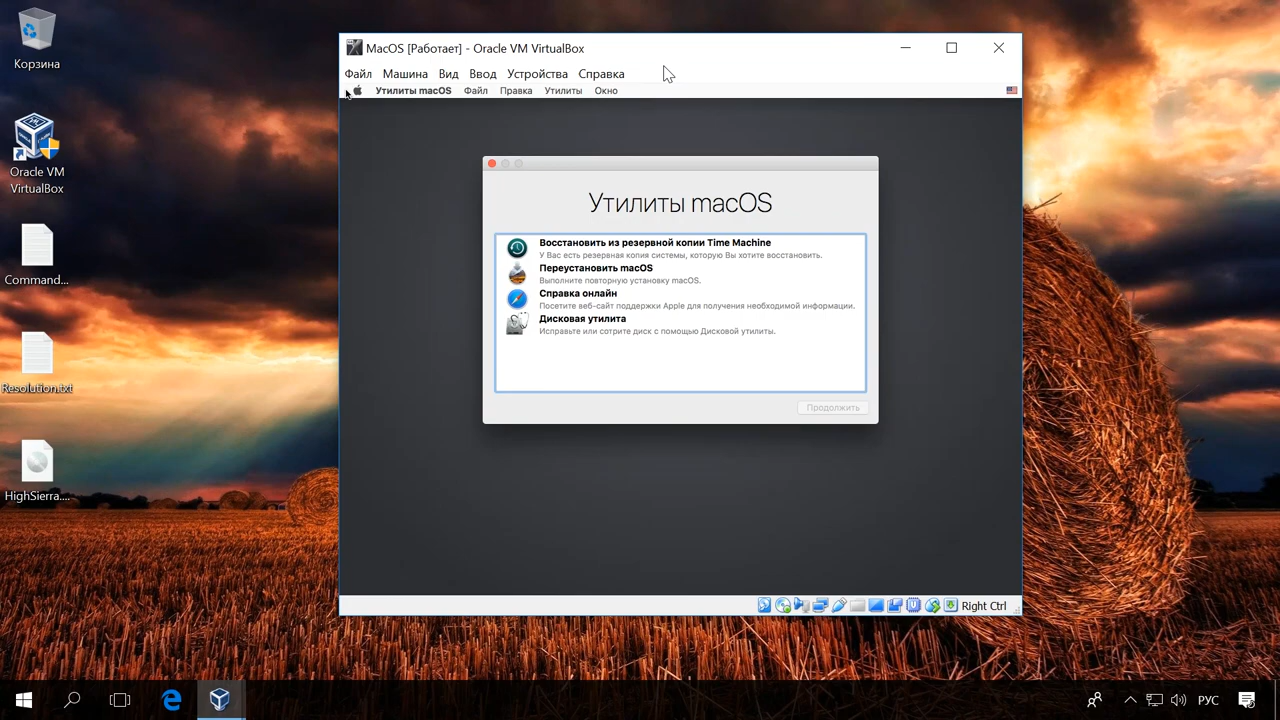 Корзина
Oracle VM
VirtualBox
Command...
Resolution.txt
HighSierra....
MacOS [Работает] - Oracle VM VirtualBox
Файл Машина Вид Ввод Устройства Справка
Утилиты macOS Файл Правка Утилиты Окно
Утилиты macOS
Восстановить из резервной копии Time Machine
У Вас есть резервная копия системы, которую Вы хотите восстановить.
Переустановить macOS
Выполните повторную установку macOS.
Справка онлайн
Посетите веб-сайт поддержки Apple для получения необходимой информации.
Дисковая утилита
Исправьте или сотрите диск с помощью Дисковой утилиты.
Продолжить
Right Ctrl
РУС